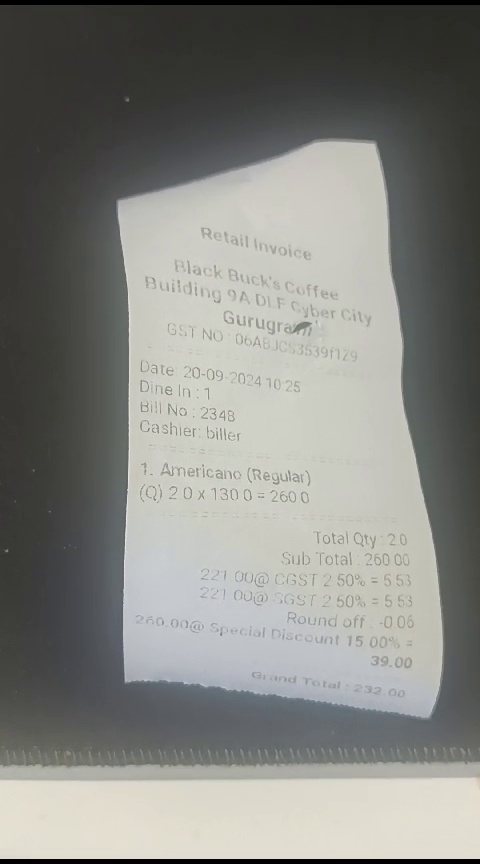 Retail Invoice
Black Buck's Coffee
Building 9A DLF Cyber City
Gurugram
GST NO : 06ABJCS3539f1Z9
Date: 20-09-2024 10:25
Dine In : 1
Bill No : 2348
Cashier: biller
1. Americano (Regular)
(Q) 2.0 x 130.0 = 260.0
Total Qty : 2.0
Sub Total : 260.00
221.00@ CGST 2.50% = 5.53
221.00@ SGST 2.50% = 5.53
Round off : -0.06
260.00@ Special Discount 15.00% =
39.00
Grand Total : 232.00